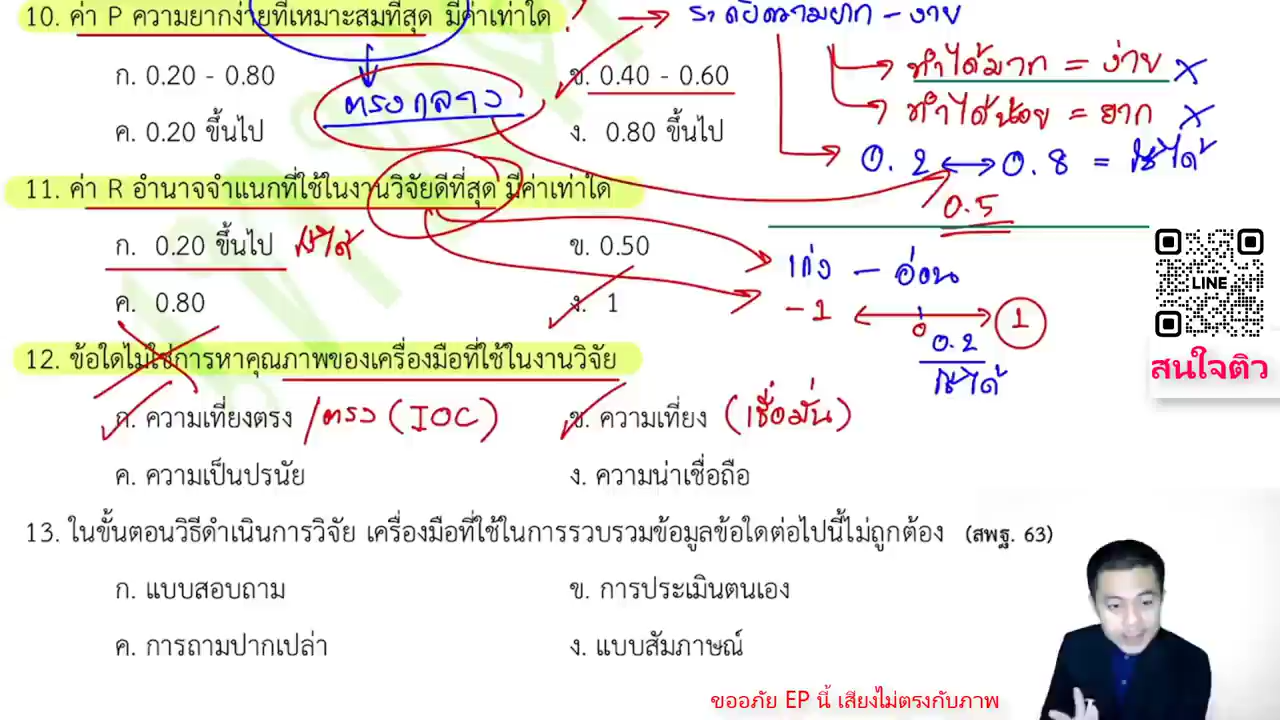 10. ค่า P ความยากง่ายที่เหมาะสมที่สุด มีค่าเท่าใด ?
ระดับความยาก - ง่าย
ทำได้มาก = ง่าย X
ก. 0.20 - 0.80
ข. 0.40 - 0.60
ตรงกลาง
ทำได้น้อย = ยาก X
ค. 0.20 ขึ้นไป
ง. 0.80 ขึ้นไป
0.2 ↔ 0.8 = ใช้ได้
11. ค่า R อำนาจจำแนกที่ใช้ในงานวิจัยดีที่สุด มีค่าเท่าใด
0.5
ก. 0.20 ขึ้นไป ใช้ได้
ข. 0.50
เก่ง - อ่อน
ค. 0.80
ง. 1
-1 0 1
0.2
ใช้ได้
LINE
สนใจติว
12. ข้อใดไม่ใช่การหาคุณภาพของเครื่องมือที่ใช้ในงานวิจัย
ก. ความเที่ยงตรง /ตรง (IOC)
ข. ความเที่ยง (เชื่อมั่น)
ค. ความเป็นปรนัย
ง. ความน่าเชื่อถือ
13. ในขั้นตอนวิธีดำเนินการวิจัย เครื่องมือที่ใช้ในการรวบรวมข้อมูลข้อใดต่อไปนี้ไม่ถูกต้อง (สพฐ. 63)
ก. แบบสอบถาม
ข. การประเมินตนเอง
ค. การถามปากเปล่า
ง. แบบสัมภาษณ์
ขออภัย EP นี้ เสียงไม่ตรงกับภาพ